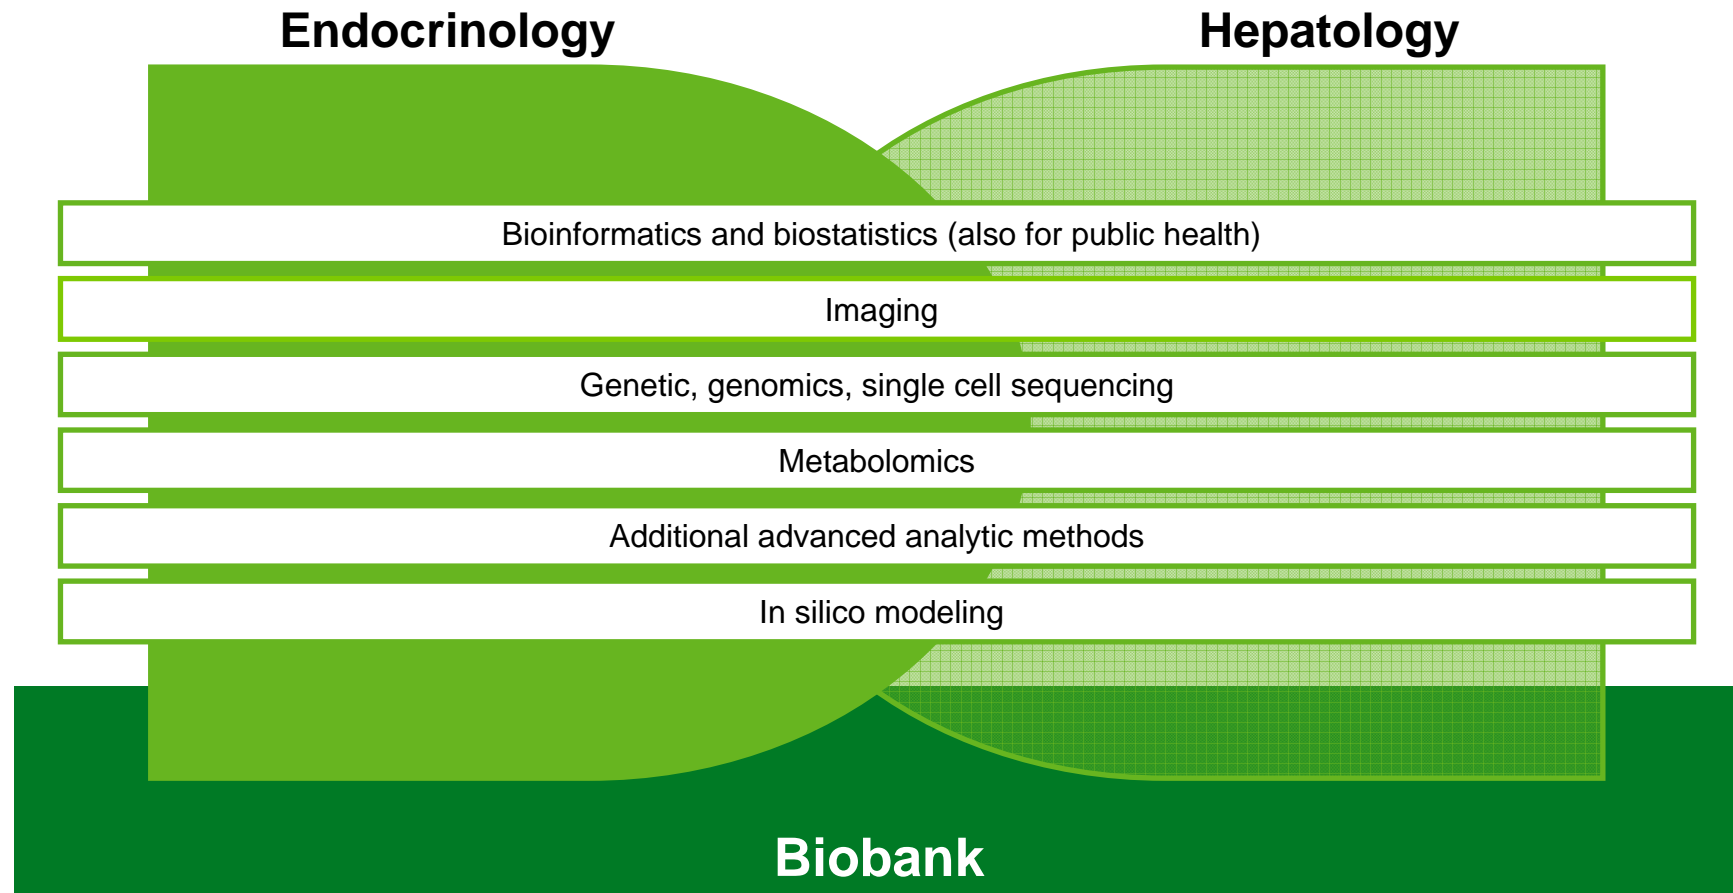 Endocrinology
Hepatology
Bioinformatics and biostatistics (also for public health)
Imaging
Genetic, genomics, single cell sequencing
Metabolomics
Additional advanced analytic methods
In silico modeling
Biobank